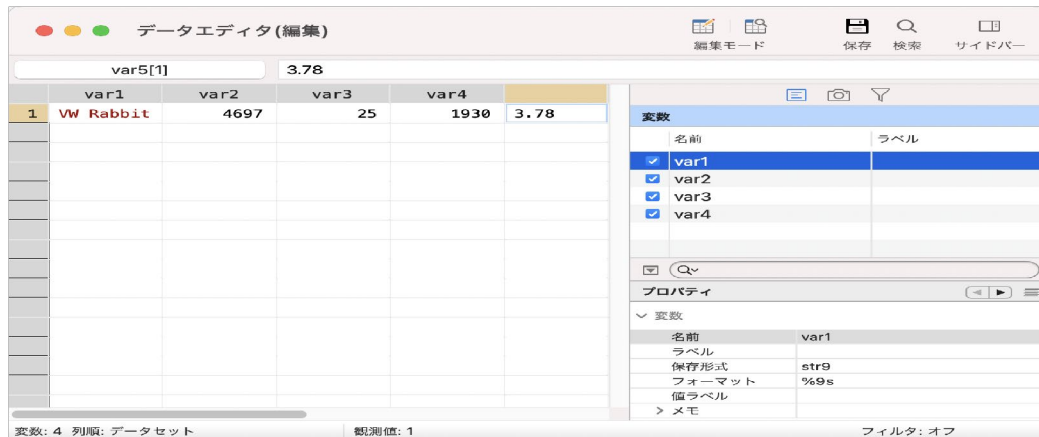 データエディタ(編集)
編集モード
保存 検索 サイドバー
var5[1] 3.78
var1 var2 var3 var4
1 VW Rabbit 4697 25 1930 3.78
変数
名前 ラベル
var1
var2
var3
var4
プロパティ
変数
名前 var1
ラベル
保存形式 str9
フォーマット %9s
値ラベル
メモ
変数: 4 列順: データセット 観測値: 1 フィルタ: オフ